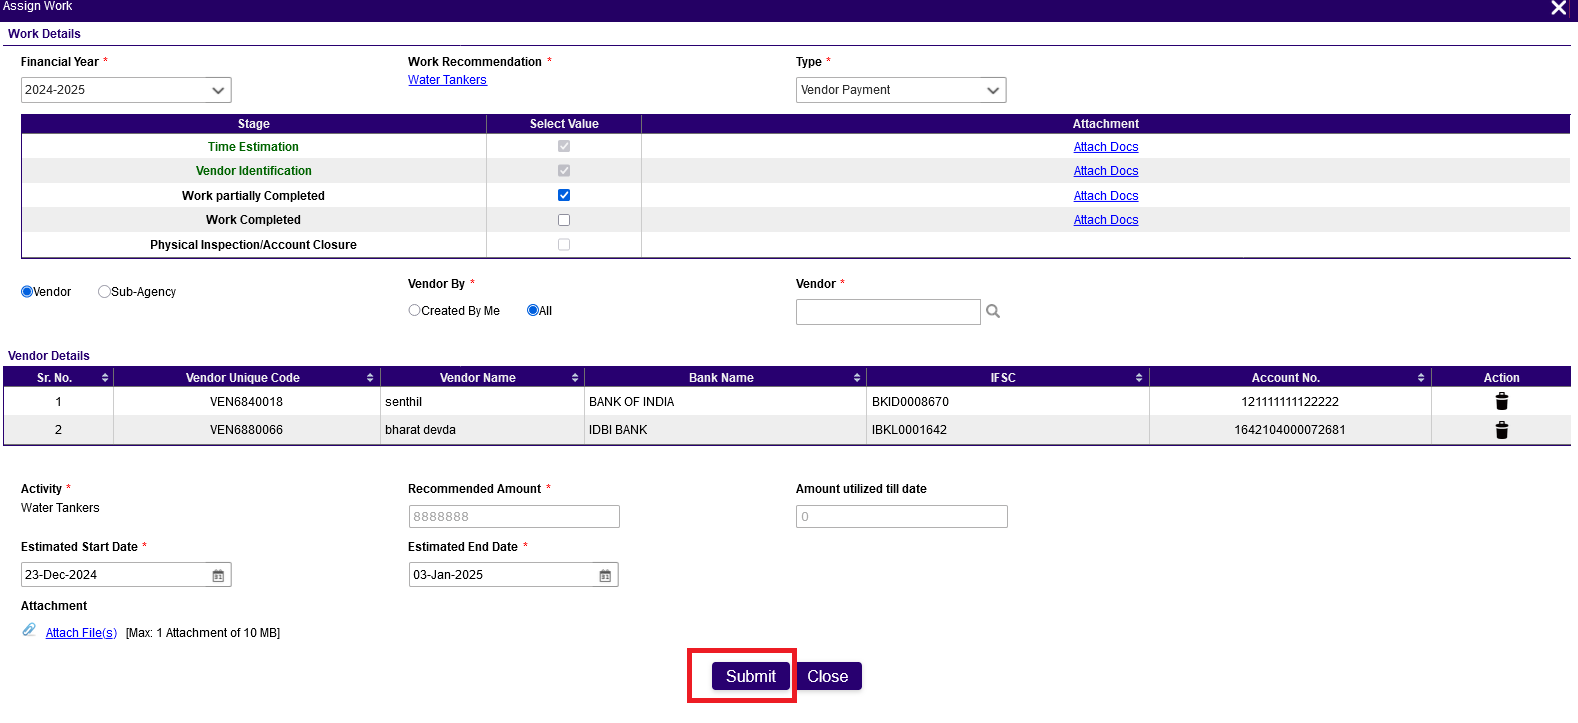 Assign Work
Work Details
Financial Year * Work Recommendation * Type *
2024-2025 Water Tankers Vendor Payment
Stage Select Value Attachment
Time Estimation Attach Docs
Vendor Identification Attach Docs
Work partially Completed Attach Docs
Work Completed Attach Docs
Physical Inspection/Account Closure
Vendor By * Vendor *
Vendor Sub-Agency Created By Me All
Vendor Details
Sr. No. Vendor Unique Code Vendor Name Bank Name IFSC Account No. Action
1 VEN6840018 senthil BANK OF INDIA BKID0008670 121111111122222
2 VEN6880066 bharat devda IDBI BANK IBKL0001642 1642104000072681
Activity * Recommended Amount * Amount utilized till date
Water Tankers 8888888 0
Estimated Start Date * Estimated End Date *
23-Dec-2024 03-Jan-2025
Attachment
Attach File(s) [Max: 1 Attachment of 10 MB]
Submit Close